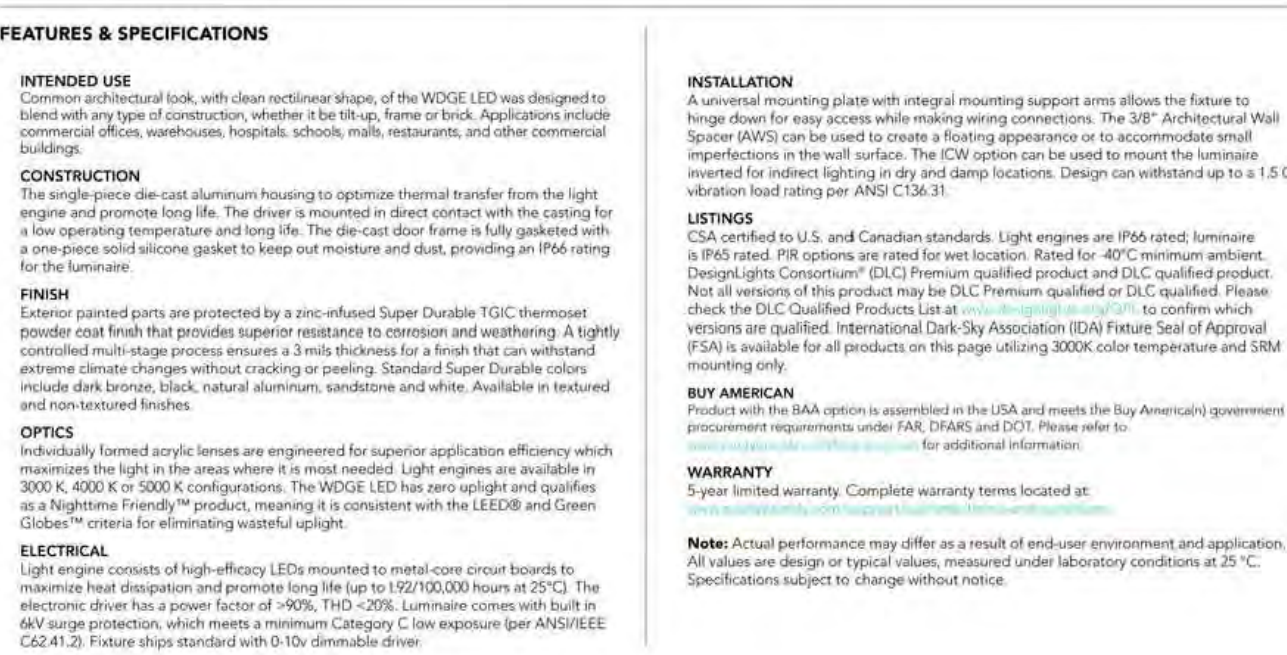 FEATURES & SPECIFICATIONS
INTENDED USE
Common architectural look, with clean rectilinear shape, of the WDGE LED was designed to
blend with any type of construction, whether it be tilt-up, frame or brick. Applications include
commercial offices, warehouses, hospitals, schools, malls, restaurants, and other commercial
buildings.
CONSTRUCTION
The single-piece die-cast aluminum housing to optimize thermal transfer from the light
engine and promote long life. The driver is mounted in direct contact with the casting for
a low operating temperature and long life. The die-cast door frame is fully gasketed with
a one-piece solid silicone gasket to keep out moisture and dust, providing an IP66 rating
for the luminaire.
FINISH
Exterior painted parts are protected by a zinc-infused Super Durable TGIC thermoset
powder coat finish that provides superior resistance to corrosion and weathering. A tightly
controlled multi-stage process ensures a 3 mils thickness for a finish that can withstand
extreme climate changes without cracking or peeling. Standard Super Durable colors
include dark bronze, black, natural aluminum, sandstone and white. Available in textured
and non-textured finishes.
OPTICS
Individually formed acrylic lenses are engineered for superior application efficiency which
maximizes the light in the areas where it is most needed. Light engines are available in
3000 K, 4000 K or 5000 K configurations. The WDGE LED has zero uplight and qualifies
as a Nighttime Friendly™ product, meaning it is consistent with the LEED® and Green
Globes™ criteria for eliminating wasteful uplight.
ELECTRICAL
Light engine consists of high-efficacy LEDs mounted to metal-core circuit boards to
maximize heat dissipation and promote long life (up to L92/100,000 hours at 25°C). The
electronic driver has a power factor of >90%, THD <20%. Luminaire comes with built in
6kV surge protection, which meets a minimum Category C low exposure (per ANSI/IEEE
C62.41.2). Fixture ships standard with 0-10v dimmable driver.
INSTALLATION
A universal mounting plate with integral mounting support arms allows the fixture to
hinge down for easy access while making wiring connections. The 3/8" Architectural Wall
Spacer (AWS) can be used to create a floating appearance or to accommodate small
imperfections in the wall surface. The ICW option can be used to mount the luminaire
inverted for indirect lighting in dry and damp locations. Design can withstand up to a 1.5
vibration load rating per ANSI C136.31.
LISTINGS
CSA certified to U.S. and Canadian standards. Light engines are IP66 rated; luminaire
is IP65 rated. PIR options are rated for wet location. Rated for -40°C minimum ambient.
DesignLights Consortium® (DLC) Premium qualified product and DLC qualified product.
Not all versions of this product may be DLC Premium qualified or DLC qualified. Please
check the DLC Qualified Products List at to confirm which
versions are qualified. International Dark-Sky Association (IDA) Fixture Seal of Approval
(FSA) is available for all products on this page utilizing 3000K color temperature and SRM
mounting only.
BUY AMERICAN
Product with the BAA option is assembled in the USA and meets the Buy America(n) government
procurement requirements under FAR, DFARS and DOT. Please refer to
for additional information.
WARRANTY
5-year limited warranty. Complete warranty terms located at:
Note: Actual performance may differ as a result of end-user environment and application.
All values are design or typical values, measured under laboratory conditions at 25 °C.
Specifications subject to change without notice.